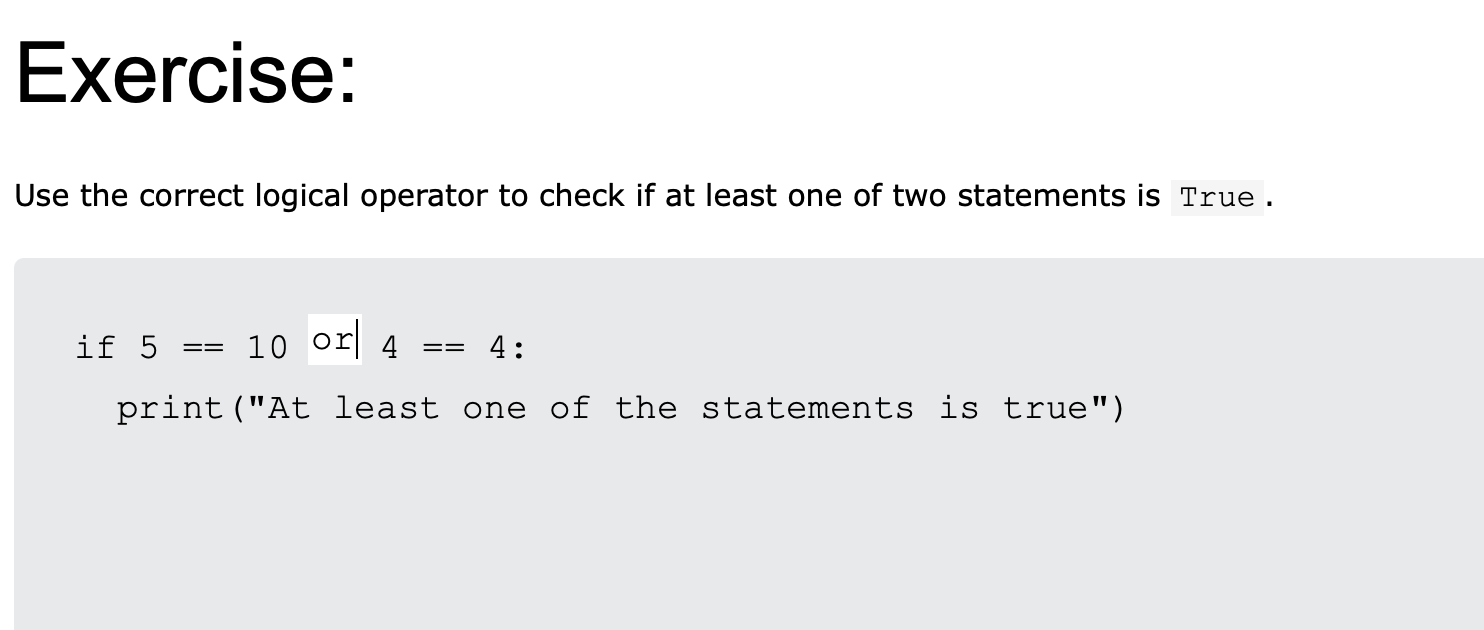 Exercise:
Use the correct logical operator to check if at least one of two statements is True.
if 5 == 10 or 4 == 4:
  print("At least one of the statements is true")